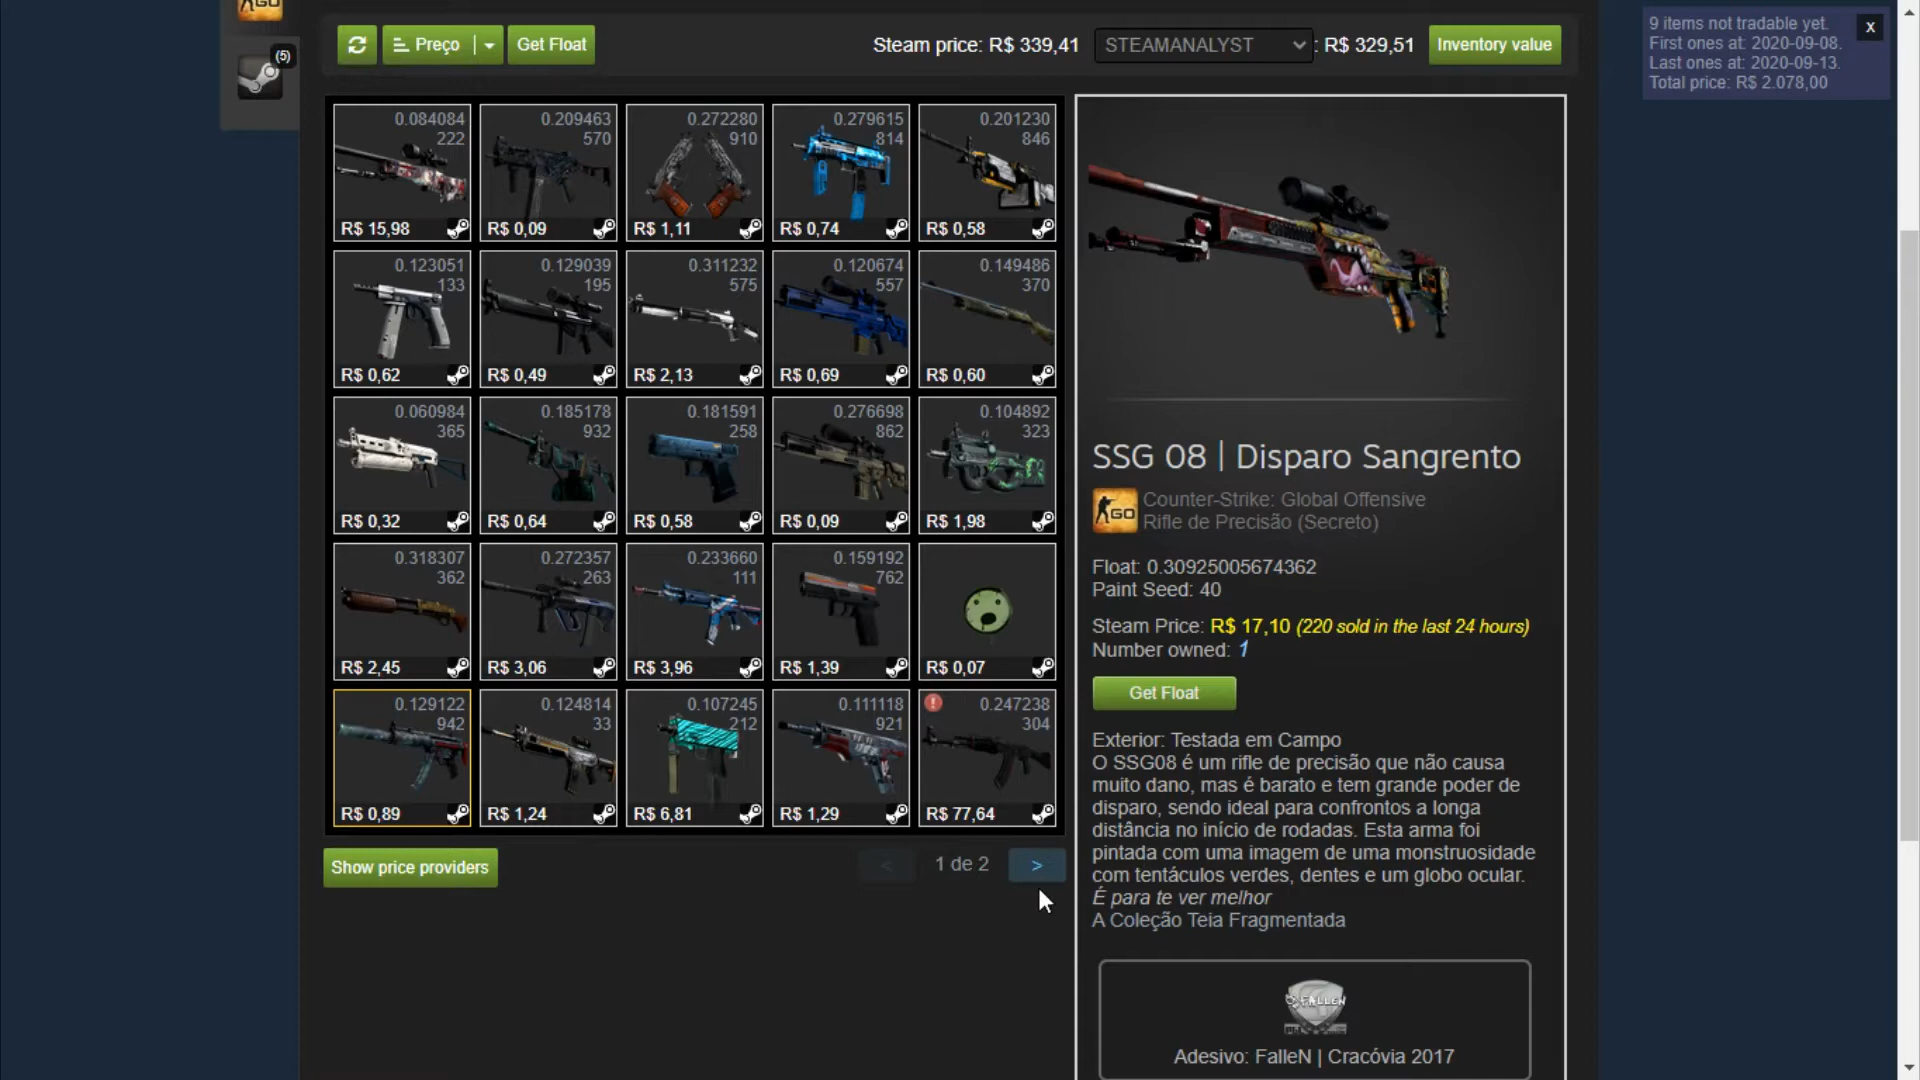 (5)
Preço
Get Float
Steam price: R$ 339,41
STEAMANALYST
: R$ 329,51
Inventory value
9 items not tradable yet.
First ones at: 2020-09-08.
Last ones at: 2020-09-13.
Total price: R$ 2.078,00
X
0.084084
222
R$ 15,98
0.209463
570
R$ 0,09
0.272280
910
R$ 1,11
0.279615
814
R$ 0,74
0.201230
846
R$ 0,58
0.123051
133
R$ 0,62
0.129039
195
R$ 0,49
0.311232
575
R$ 2,13
0.120674
557
R$ 0,69
0.149486
370
R$ 0,60
0.060984
365
R$ 0,32
0.185178
932
R$ 0,64
0.181591
258
R$ 0,58
0.276698
862
R$ 0,09
0.104892
323
R$ 1,98
0.318307
362
R$ 2,45
0.272357
263
R$ 3,06
0.233660
111
R$ 3,96
0.159192
762
R$ 1,39
R$ 0,07
0.129122
942
R$ 0,89
0.124814
33
R$ 1,24
0.107245
212
R$ 6,81
0.111118
921
R$ 1,29
0.247238
304
R$ 77,64
Show price providers
<
1 de 2
>
SSG 08 | Disparo Sangrento
GO
Counter-Strike: Global Offensive
Rifle de Precisão (Secreto)
Float: 0.30925005674362
Paint Seed: 40
Steam Price: R$ 17,10 (220 sold in the last 24 hours)
Number owned: 1
Get Float
Exterior: Testada em Campo
O SSG08 é um rifle de precisão que não causa
muito dano, mas é barato e tem grande poder de
disparo, sendo ideal para confrontos a longa
distância no início de rodadas. Esta arma foi
pintada com uma imagem de uma monstruosidade
com tentáculos verdes, dentes e um globo ocular.
É para te ver melhor
A Coleção Teia Fragmentada
FALLEN
Adesivo: FalleN | Cracóvia 2017